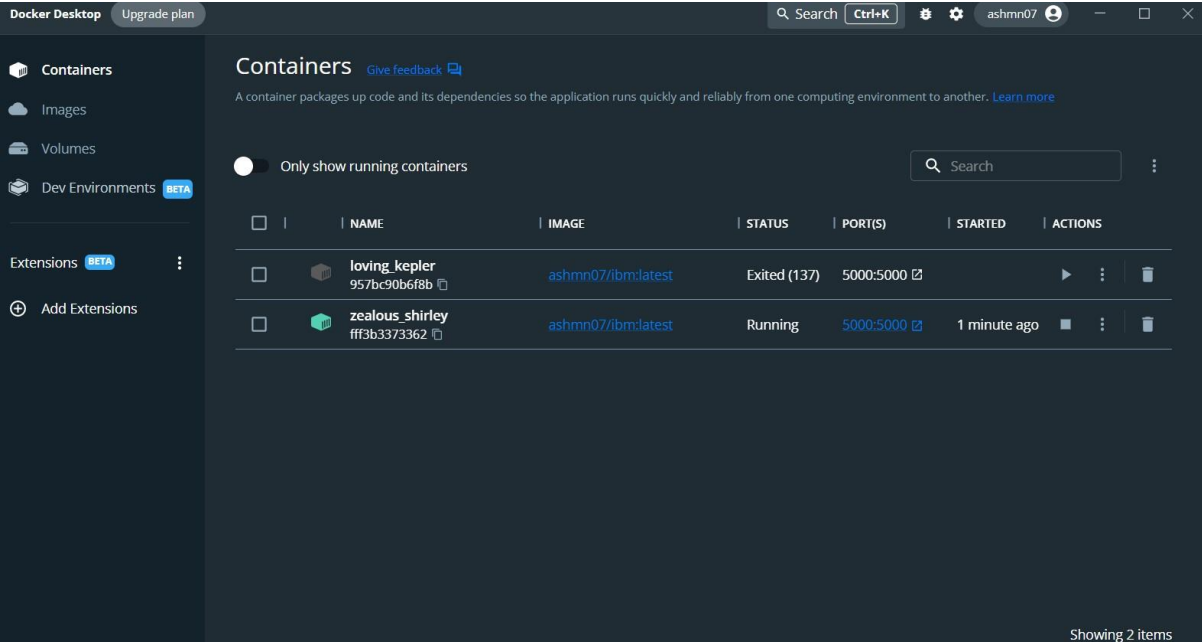 Docker Desktop Upgrade plan Search Ctrl+K ashmn07
Containers
Images
Volumes
Dev Environments BETA
Extensions BETA
Add Extensions
Containers Give feedback
A container packages up code and its dependencies so the application runs quickly and reliably from one computing environment to another. Learn more
Only show running containers
Search
NAME IMAGE STATUS PORT(S) STARTED ACTIONS
loving_kepler ashmn07/ibm:latest Exited (137) 5000:5000
957bc90b6f8b
zealous_shirley ashmn07/ibm:latest Running 5000:5000 1 minute ago
fff3b3373362
Showing 2 items